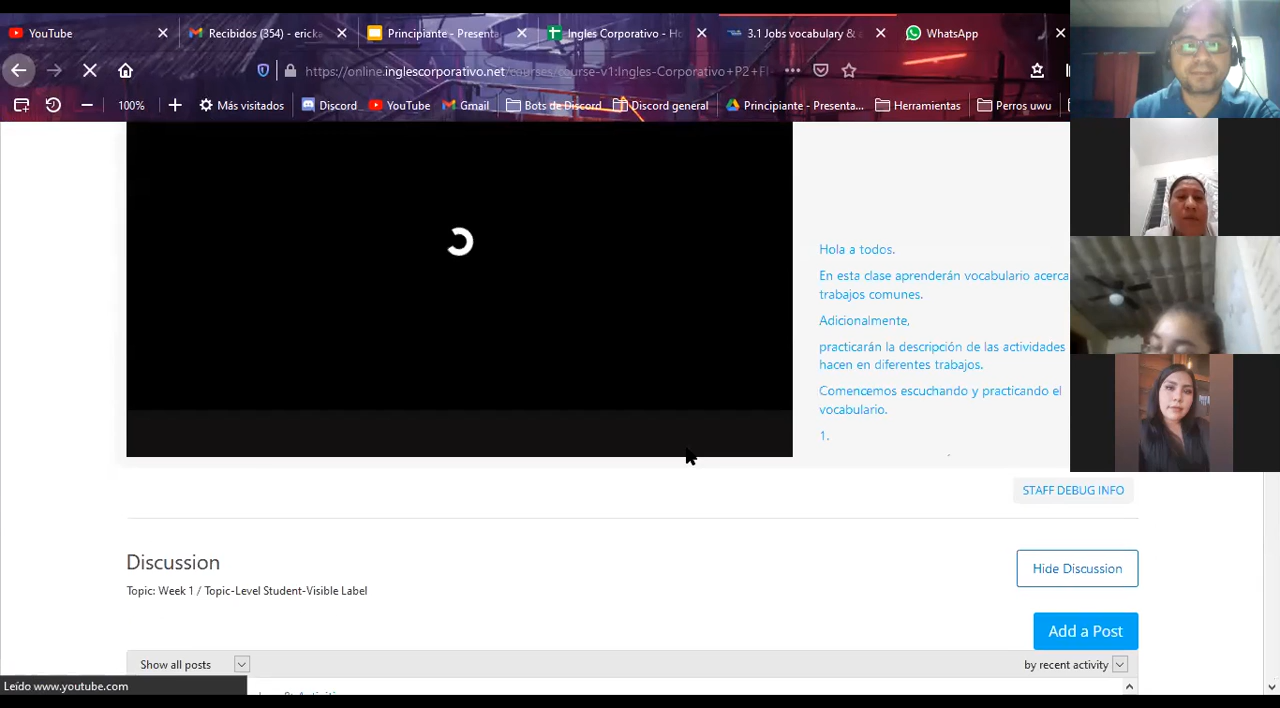 YouTube
Recibidos (354) - ericka
Principiante - Presenta
Ingles Corporativo - Ho
3.1 Jobs vocabulary &
WhatsApp
https://online.inglescorporativo.net/courses/course-v1:Ingles-Corporativo+P2+FI
100%
Más visitados
Discord
YouTube
Gmail
Bots de Discord
Discord general
Principiante - Presenta...
Herramientas
Perros uwu
Hola a todos.
En esta clase aprenderán vocabulario acerca
trabajos comunes.
Adicionalmente,
practicarán la descripción de las actividades
hacen en diferentes trabajos.
Comencemos escuchando y practicando el
vocabulario.
1.
STAFF DEBUG INFO
Discussion
Hide Discussion
Topic: Week 1 / Topic-Level Student-Visible Label
Add a Post
Show all posts
by recent activity
Leído www.youtube.com